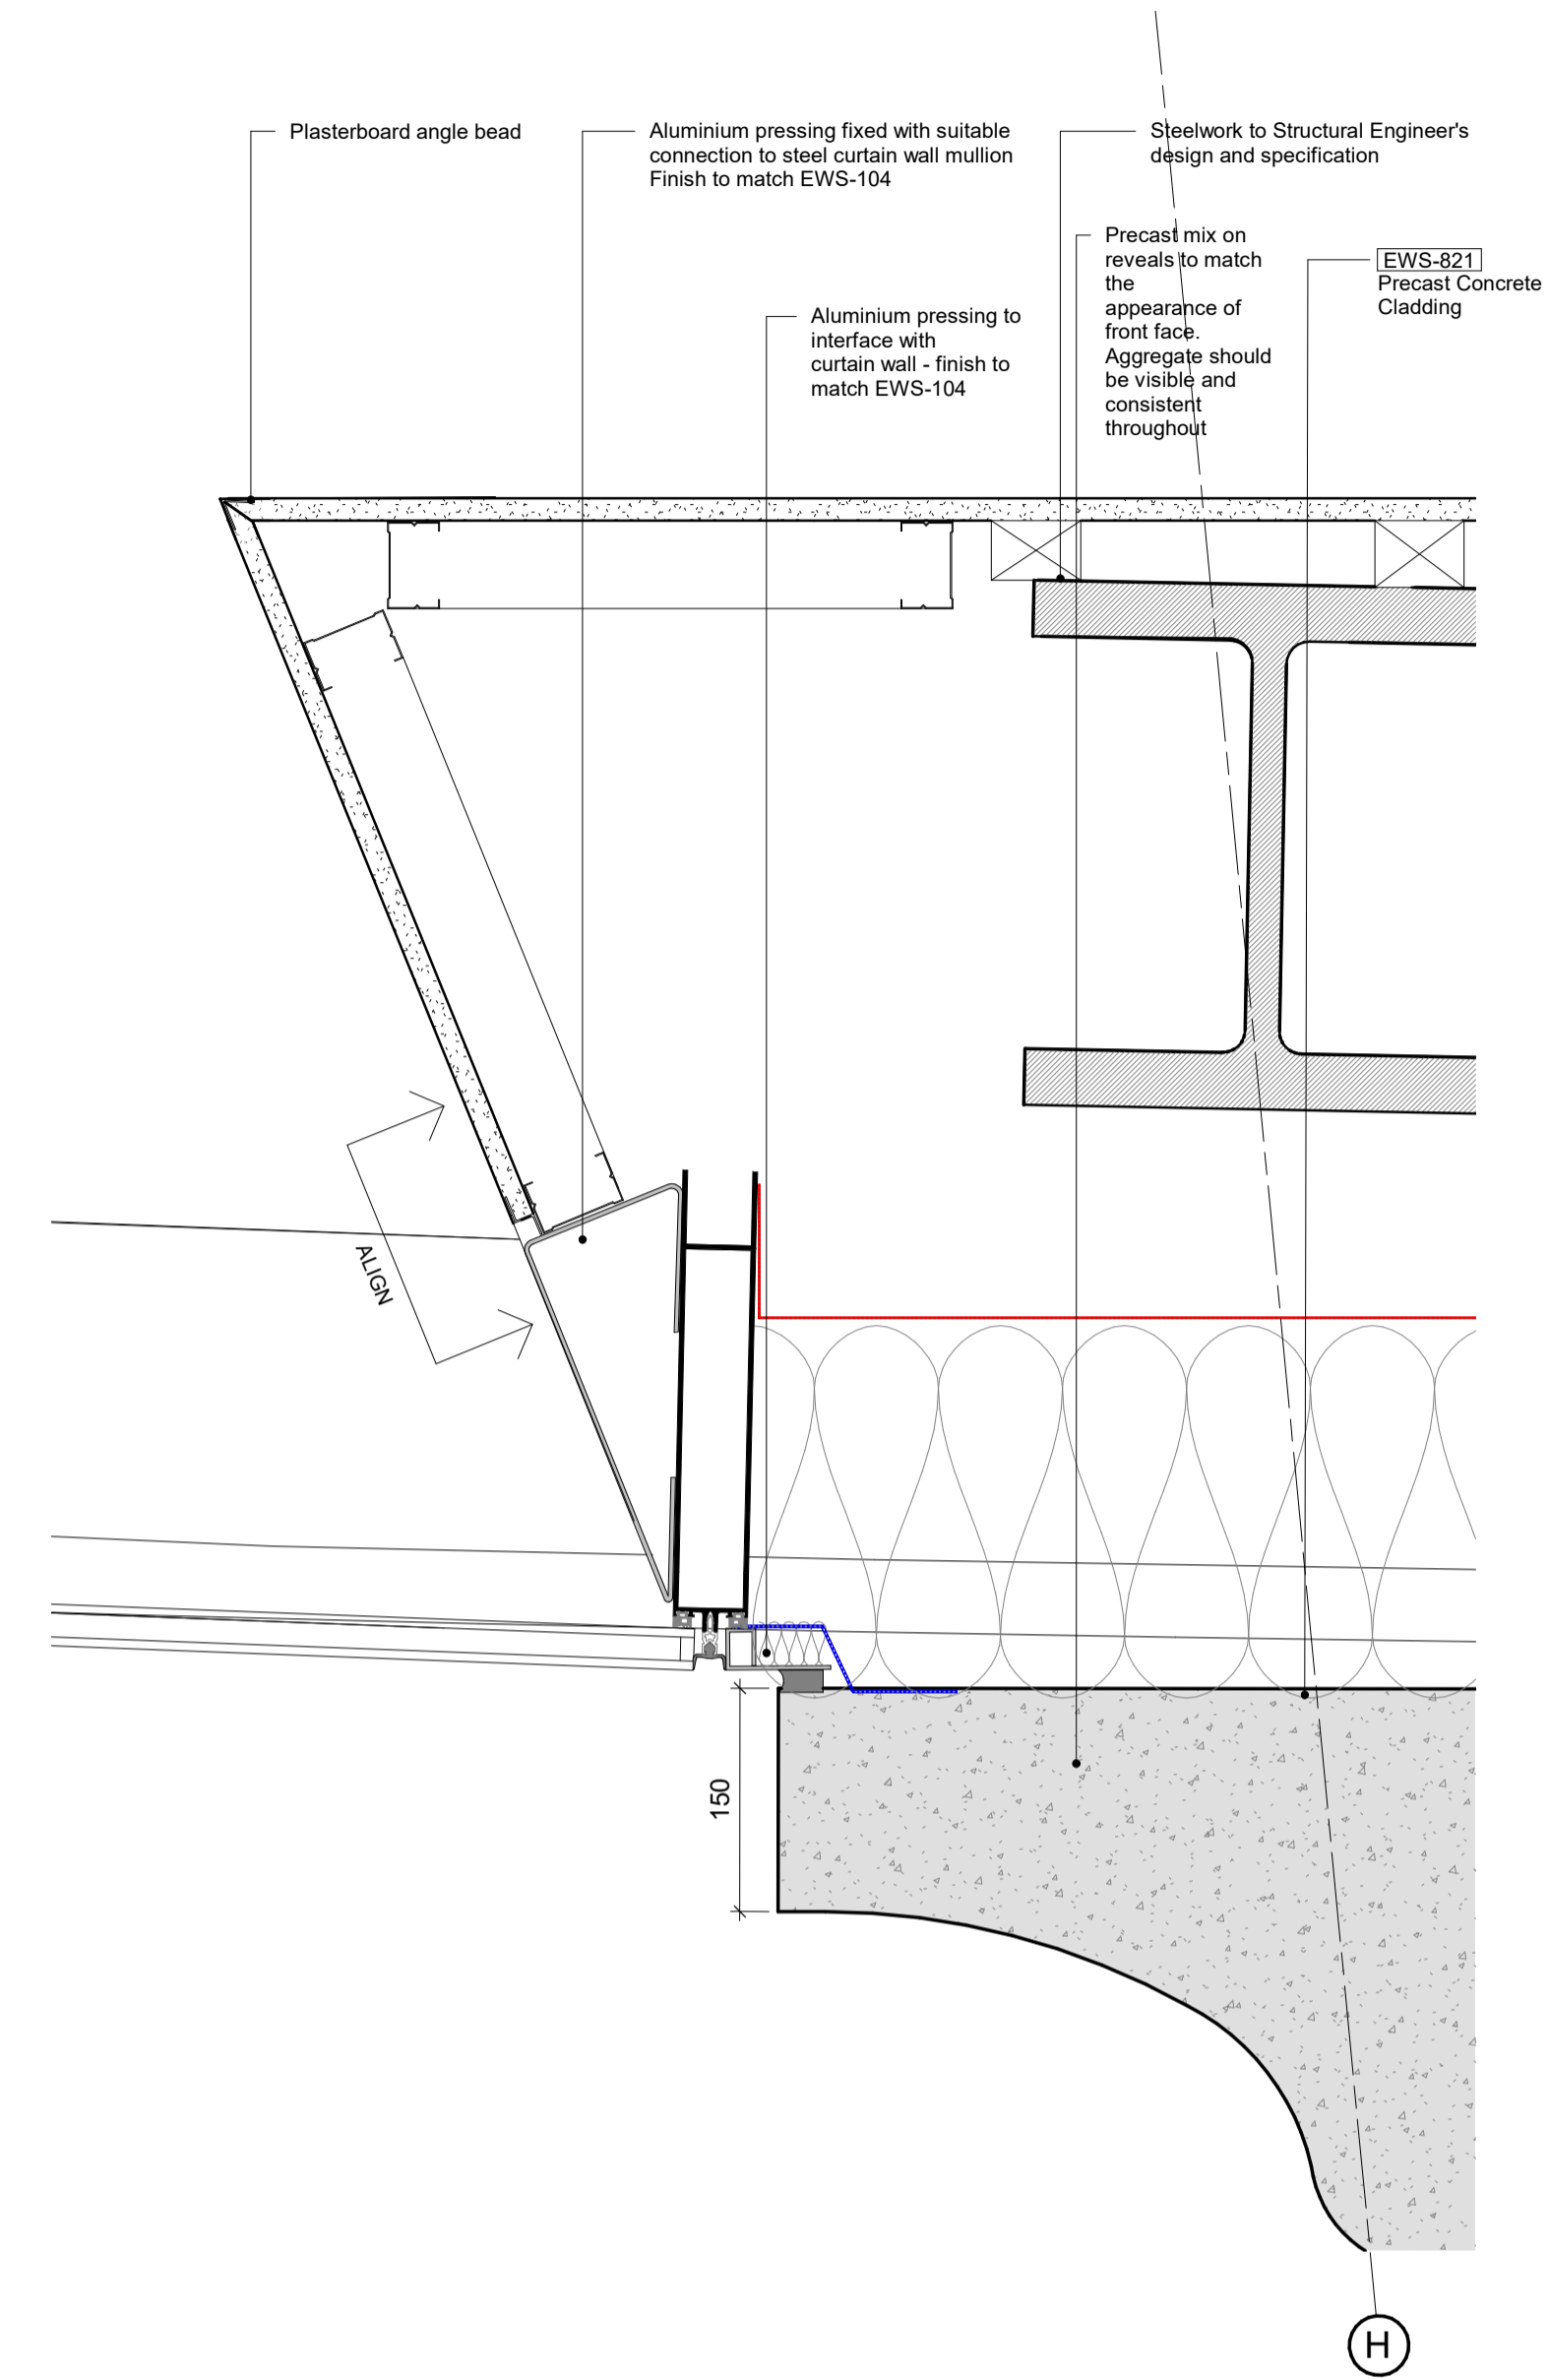 Plasterboard angle bead
Aluminium pressing fixed with suitable
connection to steel curtain wall mullion
Finish to match EWS-104
Steelwork to Structural Engineer's
design and specification
Precast mix on
reveals to match
the
appearance of
front face.
Aggregate should
be visible and
consistent
throughout
EWS-821
Precast Concrete
Cladding
Aluminium pressing to
interface with
curtain wall - finish to
match EWS-104
ALIGN
150
H